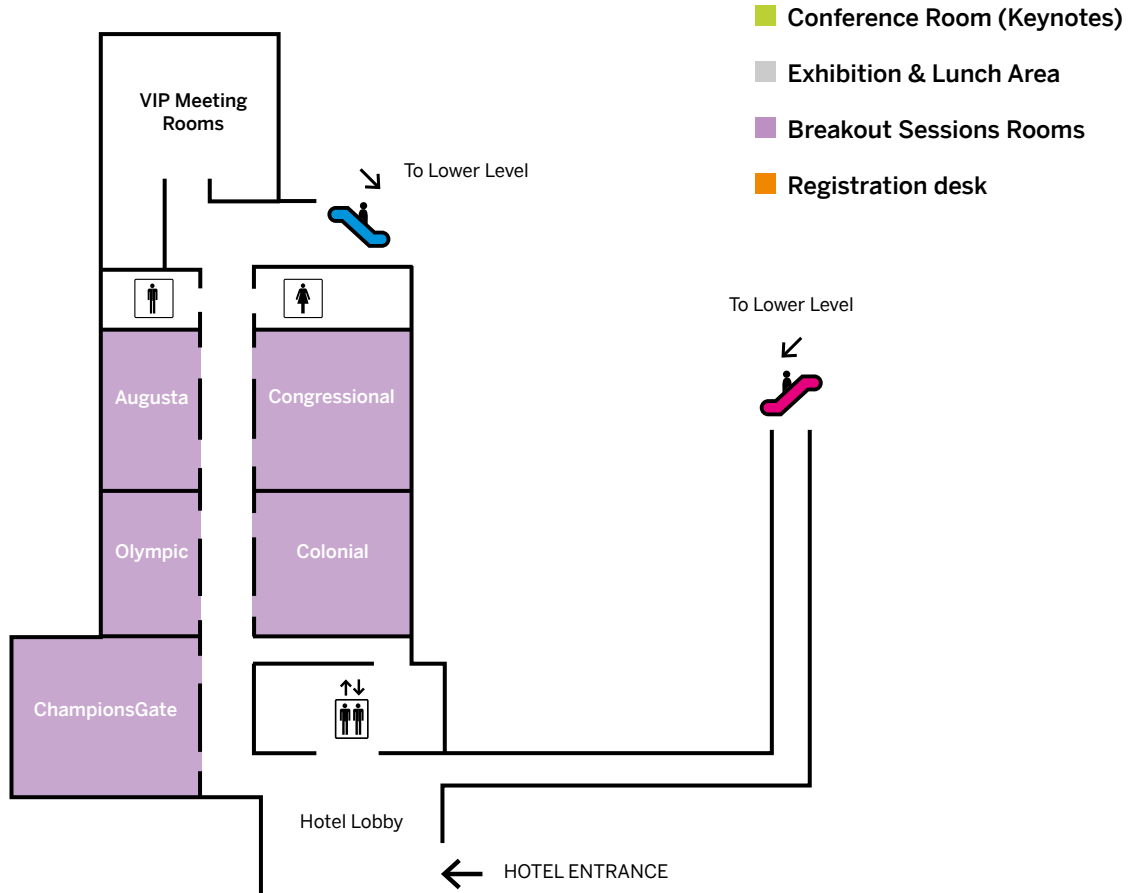 Conference Room (Keynotes)
Exhibition & Lunch Area
Breakout Sessions Rooms
Registration desk
VIP Meeting
Rooms
To Lower Level
To Lower Level
Augusta
Congressional
Olympic
Colonial
ChampionsGate
Hotel Lobby
HOTEL ENTRANCE